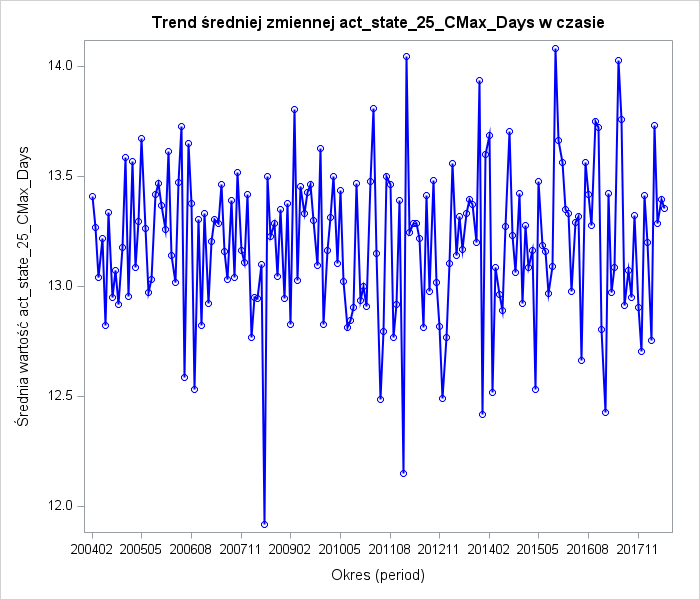 Trend średniej zmiennej act_state_25_CMax_Days w czasie
Średnia wartość act_state_25_CMax_Days
14.0
13.5
13.0
12.5
12.0
200402 200505 200608 200711 200902 201005 201108 201211 201402 201505 201608 201711
Okres (period)